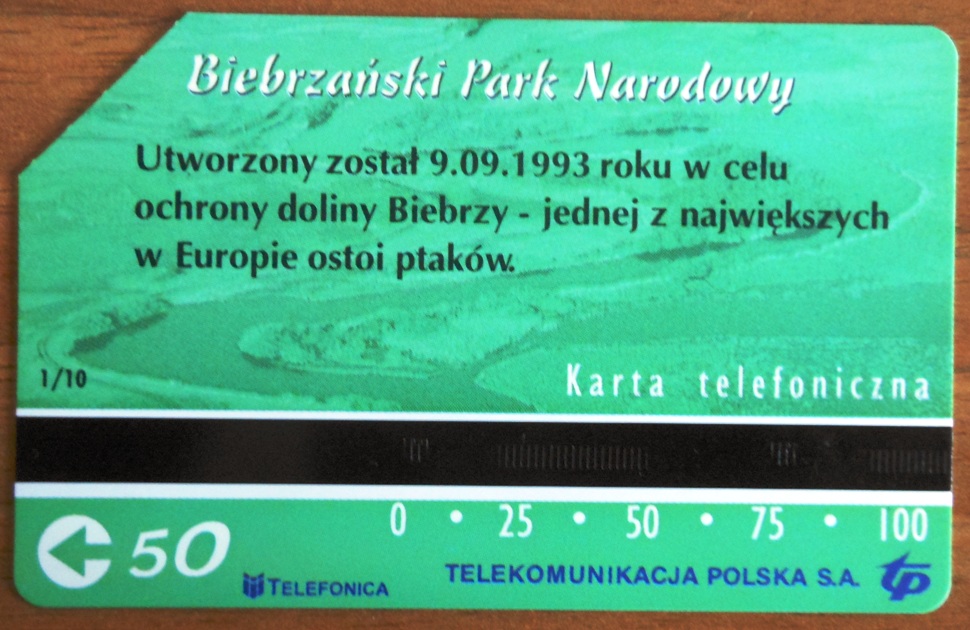 Biebrzański Park Narodowy
Utworzony został 9.09.1993 roku w celu
ochrony doliny Biebrzy - jednej z największych
w Europie ostoi ptaków.
1/10
Karta telefoniczna
0 • 25 • 50 • 75 • 100
50
TELEFONICA
TELEKOMUNIKACJA POLSKA S.A. tp